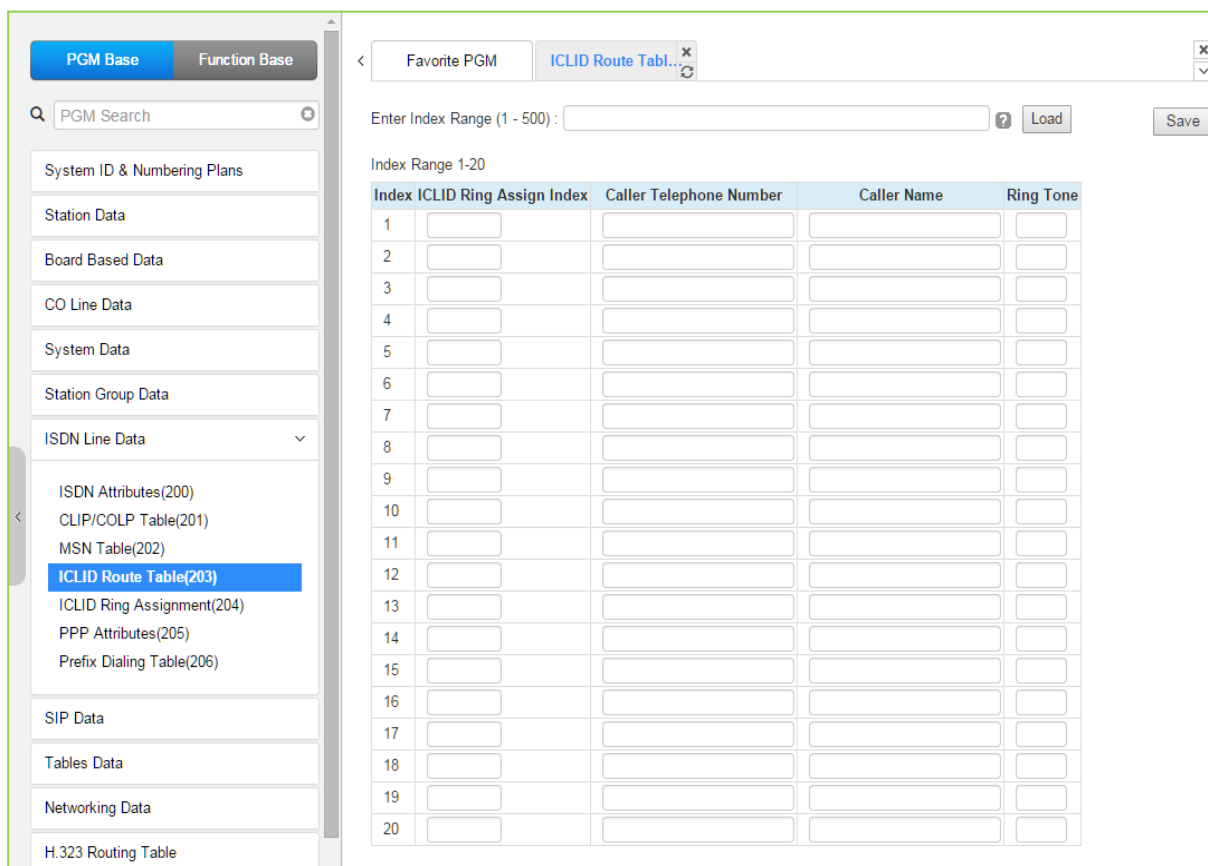 PGM Base
Function Base
PGM Search
System ID & Numbering Plans
Station Data
Board Based Data
CO Line Data
System Data
Station Group Data
ISDN Line Data
ISDN Attributes(200)
CLIP/COLP Table(201)
MSN Table(202)
ICLID Route Table(203)
ICLID Ring Assignment(204)
PPP Attributes(205)
Prefix Dialing Table(206)
SIP Data
Tables Data
Networking Data
H.323 Routing Table
Favorite PGM
ICLID Route Tabl...
Enter Index Range (1 - 500) :
Load
Save
Index Range 1-20
Index ICLID Ring Assign Index Caller Telephone Number Caller Name Ring Tone
1
2
3
4
5
6
7
8
9
10
11
12
13
14
15
16
17
18
19
20